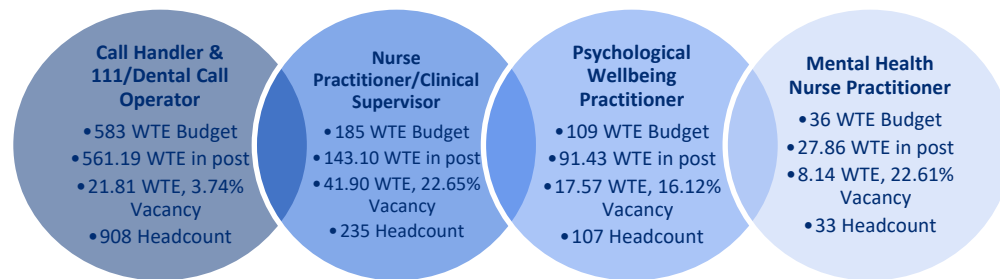 Call Handler &
111/Dental Call
Operator
•583 WTE Budget
•561.19 WTE in post
•21.81 WTE, 3.74%
Vacancy
•908 Headcount
Nurse
Practitioner/Clinical
Supervisor
•185 WTE Budget
•143.10 WTE in post
•41.90 WTE, 22.65%
Vacancy
•235 Headcount
Psychological
Wellbeing
Practitioner
•109 WTE Budget
•91.43 WTE in post
•17.57 WTE, 16.12%
Vacancy
•107 Headcount
Mental Health
Nurse Practitioner
•36 WTE Budget
•27.86 WTE in post
•8.14 WTE, 22.61%
Vacancy
•33 Headcount